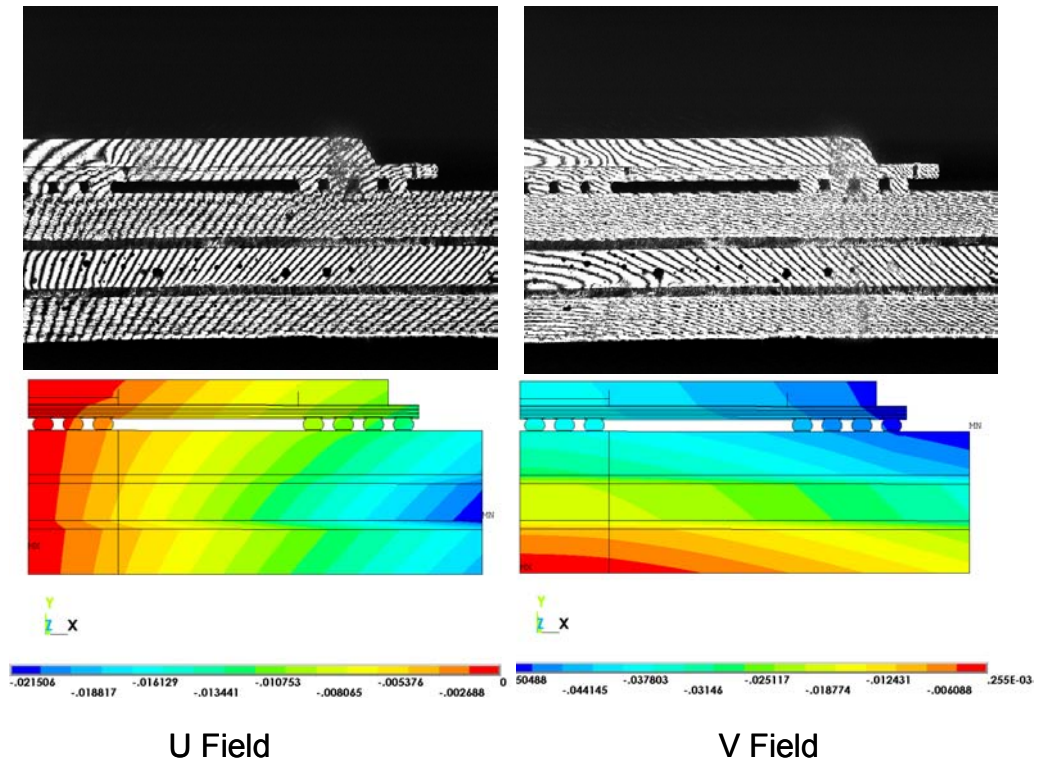 MN
MN
MX
MX
Y
Z X
Y
Z X
-.021506 -.016129 -.010753 -.005376 0
-.018817 -.013441 -.008065 -.002688
50488 -.037803 -.025117 -.012431 .255E-03
-.044145 -.03146 -.018774 -.006088
U Field
V Field